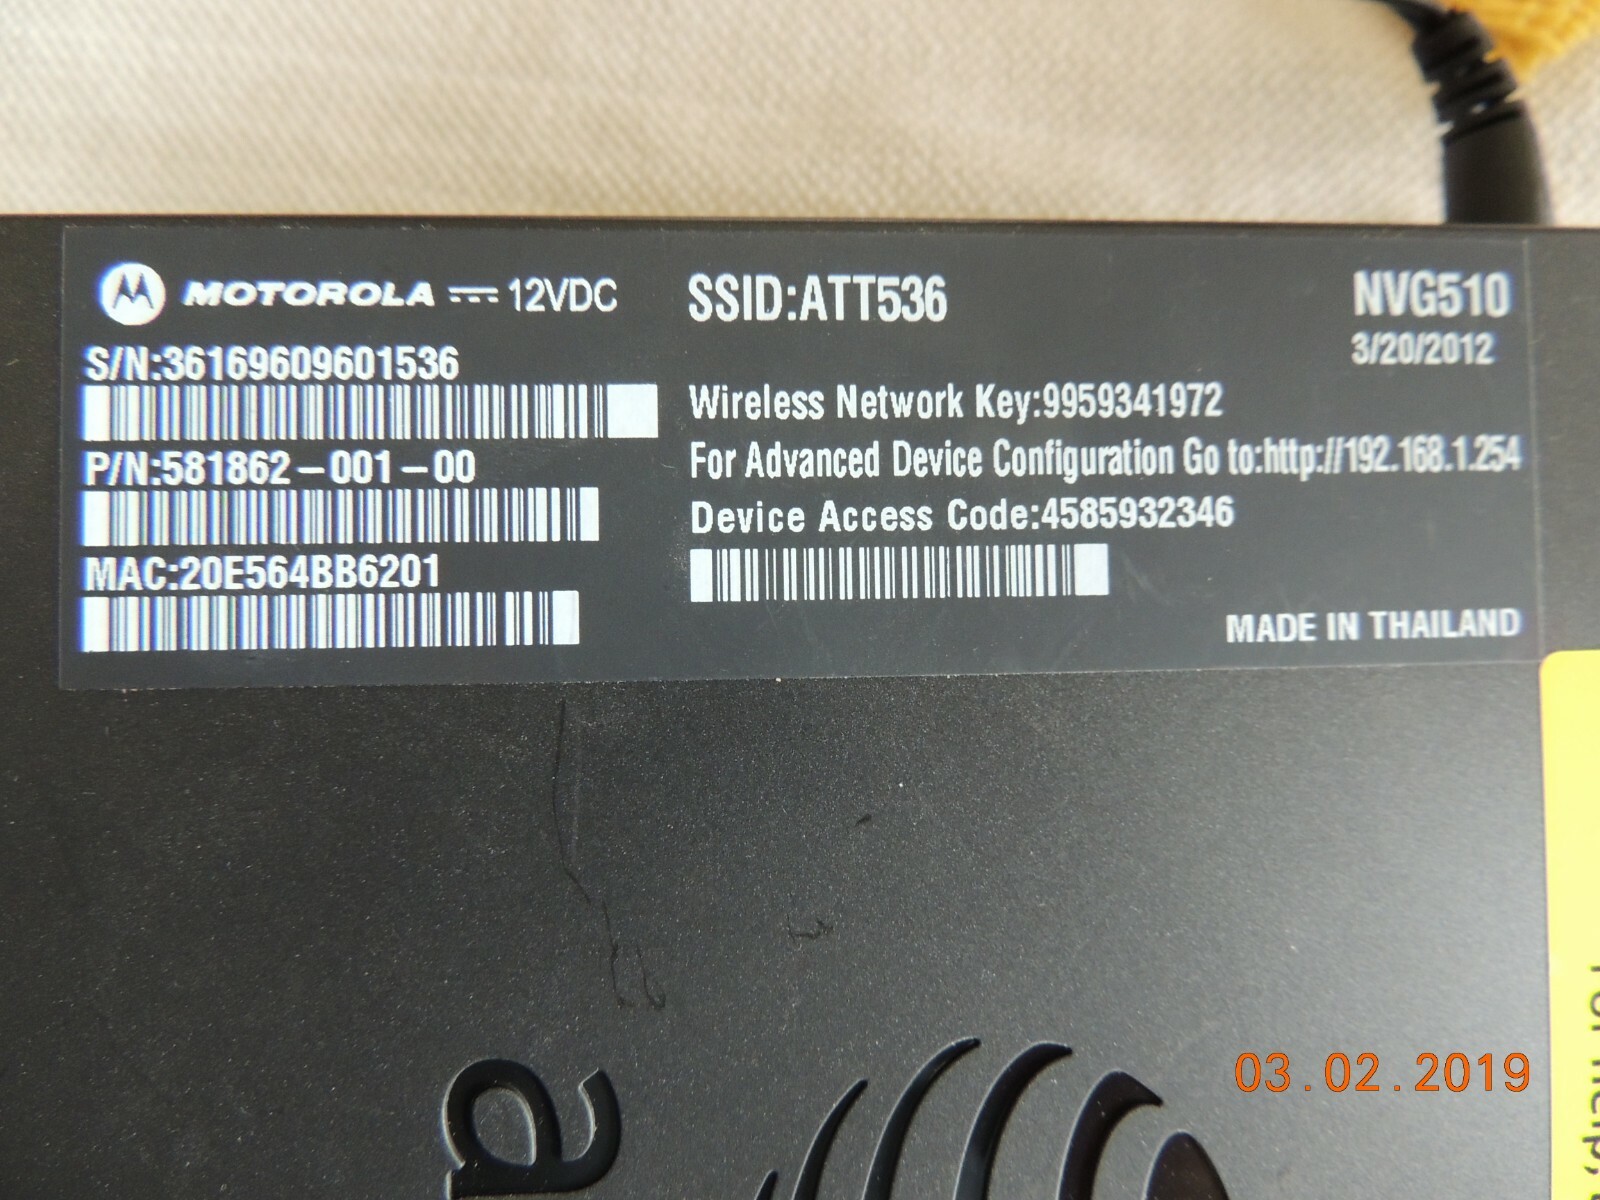 MOTOROLA 12VDC
S/N:36169609601536
P/N:581862-001-00
MAC:20E564BB6201
SSID:ATT536
NVG510
3/20/2012
Wireless Network Key:9959341972
For Advanced Device Configuration Go to:http://192.168.1.254
Device Access Code:4585932346
MADE IN THAILAND
For help,
a
03.02.2019